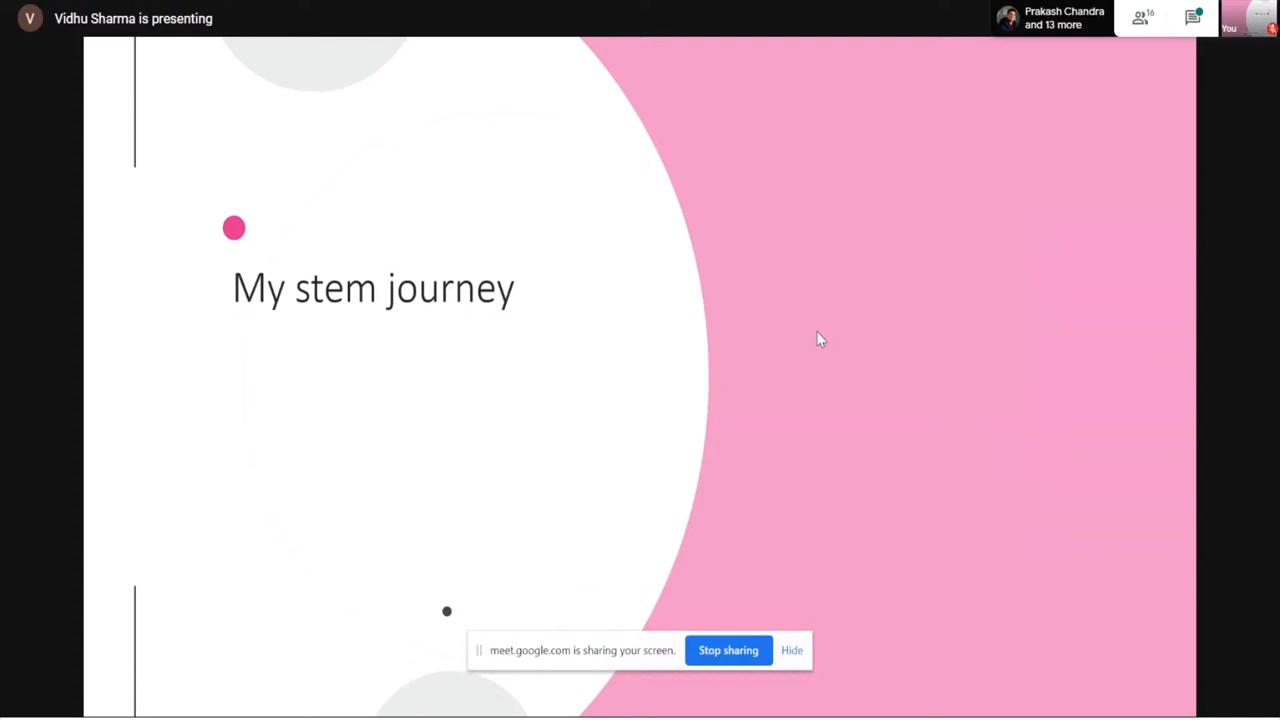 V
Vidhu Sharma is presenting
Prakash Chandra
and 13 more
16
You
My stem journey
meet.google.com is sharing your screen.
Stop sharing
Hide